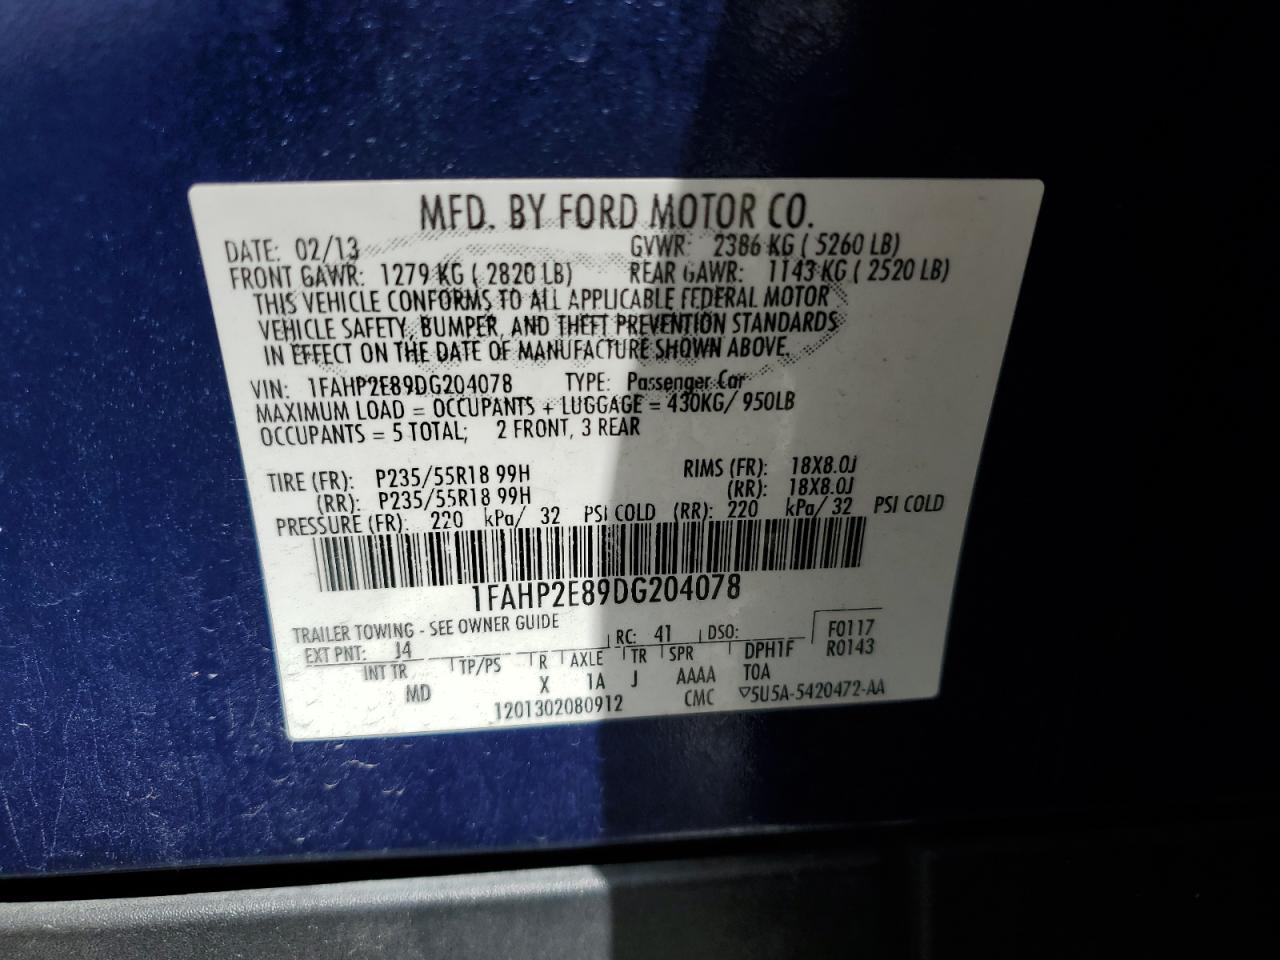 MFD. BY FORD MOTOR CO.
DATE: 02/13 GVWR: 2386 KG ( 5260 LB)
FRONT GAWR: 1279 KG ( 2820 LB) REAR GAWR: 1143 KG ( 2520 LB)
THIS VEHICLE CONFORMS TO ALL APPLICABLE FEDERAL MOTOR
VEHICLE SAFETY, BUMPER, AND THEFT PREVENTION STANDARDS
IN EFFECT ON THE DATE OF MANUFACTURE SHOWN ABOVE.
VIN: 1FAHP2E89DG204078 TYPE: Passenger Car
MAXIMUM LOAD = OCCUPANTS + LUGGAGE = 430KG/ 950LB
OCCUPANTS = 5 TOTAL; 2 FRONT, 3 REAR
TIRE (FR): P235/55R18 99H RIMS (FR): 18X8.0J
(RR): P235/55R18 99H (RR): 18X8.0J
PRESSURE (FR): 220 kPa/ 32 PSI COLD (RR): 220 kPa/ 32 PSI COLD
1FAHP2E89DG204078
TRAILER TOWING - SEE OWNER GUIDE
EXT PNT: J4 RC: 41 DSO: F0117
INT TR TP/PS R AXLE TR SPR DPH1F R0143
MD X 1A J AAAA TOA
1201302080912 CMC ▽5U5A-5420472-AA